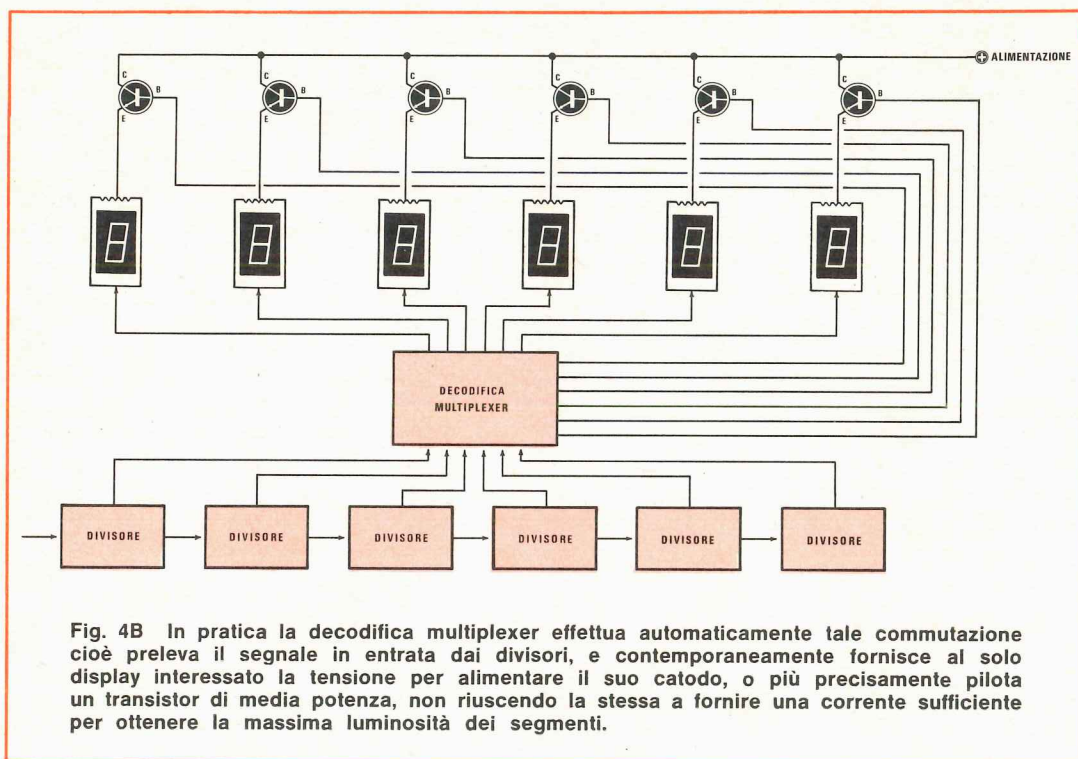 ALIMENTAZIONE
C C C C C C
B B B B B B
E E E E E E
DECODIFICA
MULTIPLEXER
DIVISORE DIVISORE DIVISORE DIVISORE DIVISORE DIVISORE
Fig. 4B In pratica la decodifica multiplexer effettua automaticamente tale commutazione
cioè preleva il segnale in entrata dai divisori, e contemporaneamente fornisce al solo
display interessato la tensione per alimentare il suo catodo, o più precisamente pilota
un transistor di media potenza, non riuscendo la stessa a fornire una corrente sufficiente
per ottenere la massima luminosità dei segmenti.